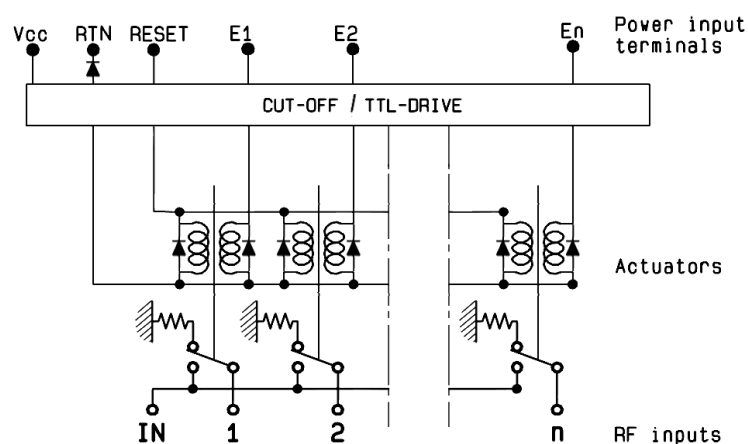 Vcc RTN RESET E1 E2 En Power input
terminals
CUT-OFF / TTL-DRIVE
Actuators
IN 1 2 n RF inputs